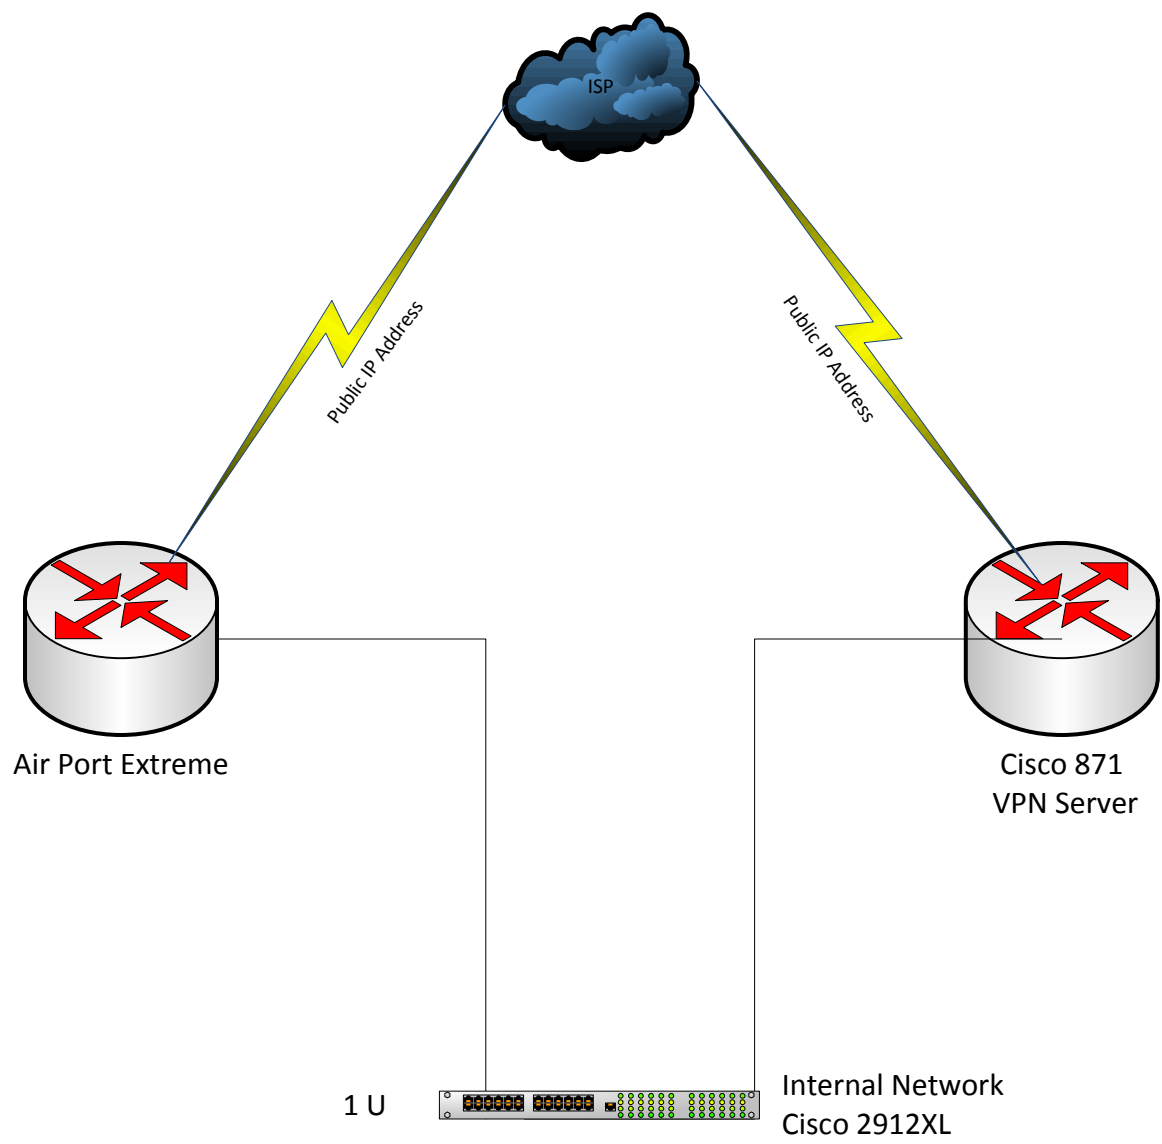 ISP
Public IP Address
Public IP Address
Air Port Extreme
Cisco 871
VPN Server
1 U
Internal Network
Cisco 2912XL